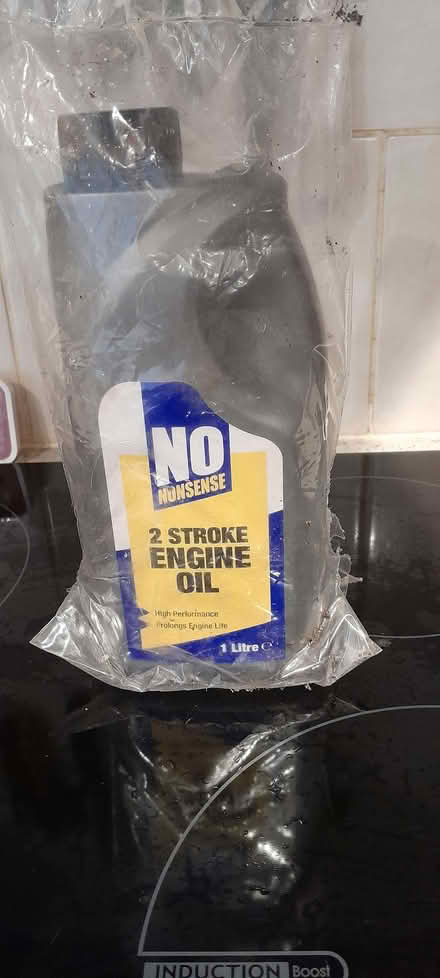 NO
NONSENSE
2 STROKE
ENGINE
OIL
High Performance
Prolongs Engine Life
1 Litre ℮
INDUCTION Boost